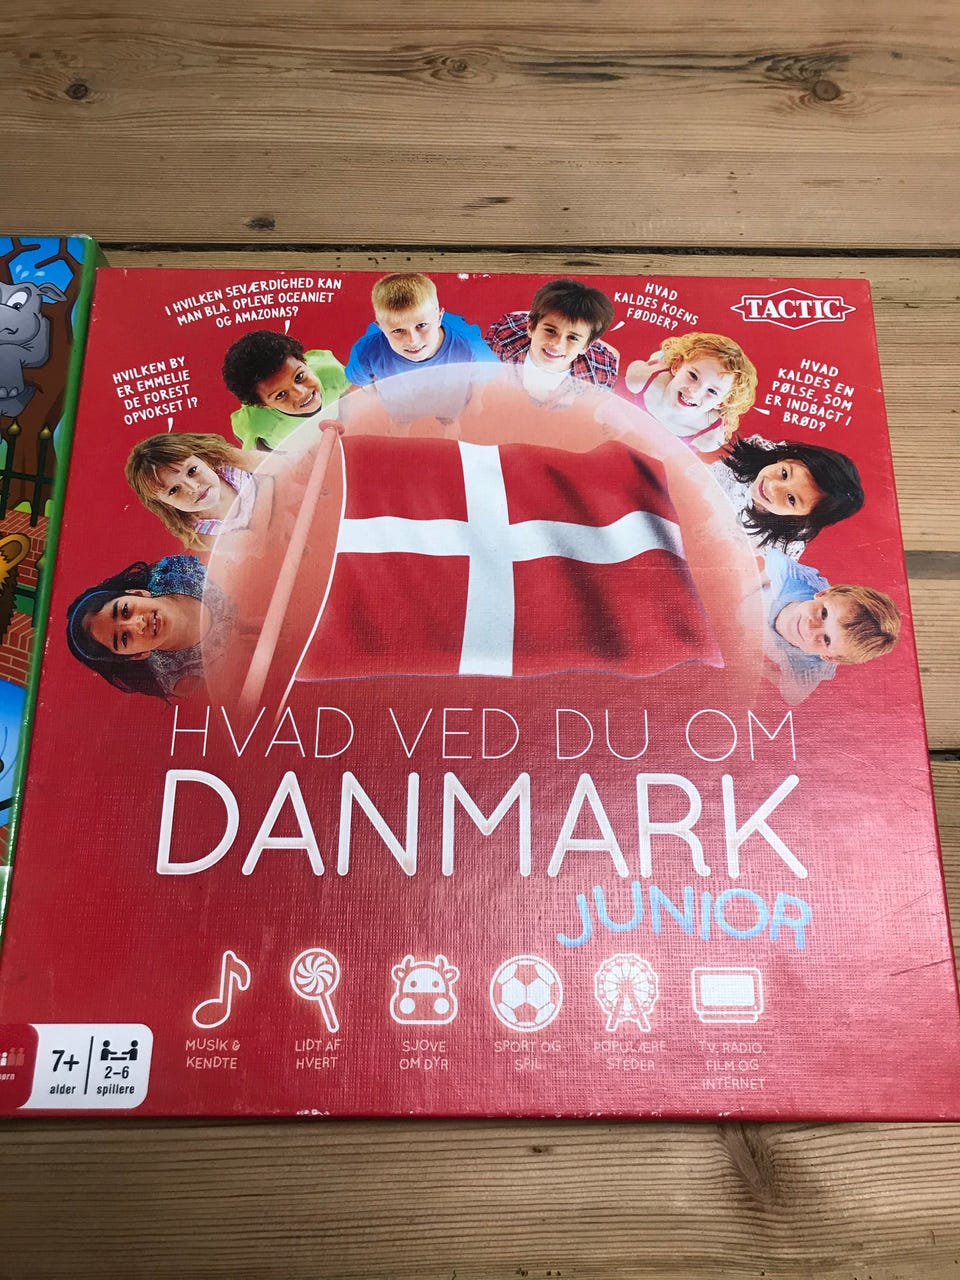 I HVILKEN SEVÆRDIGHED KAN
MAN BLA. OPLEVE OCEANIET
OG AMAZONAS?
HVAD
KALDES KOENS
FØDDER?
TACTIC
HVILKEN BY
ER EMMELIE
DE FOREST
OPVOKSET I?
HVAD
KALDES EN
PØLSE, SOM
ER INDBAGT I
BRØD?
HVAD VED DU OM
DANMARK
JUNIOR
MUSIK &
KENDTE
LIDT AF
HVERT
SJOVE
OM DYR
SPORT OG
SPIL
POPULÆRE
STEDER
TV, RADIO,
FILM OG
INTERNET
7+
alder
2-6
spillere